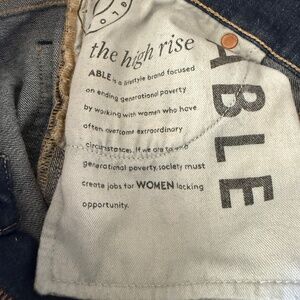 the high rise
ABLE is a lifestyle brand focused
on ending generational poverty
by working with women who have
often overcome extraordinary
circumstances. If we are to end
generational poverty, society must
create jobs for WOMEN lacking
opportunity.
ABLE